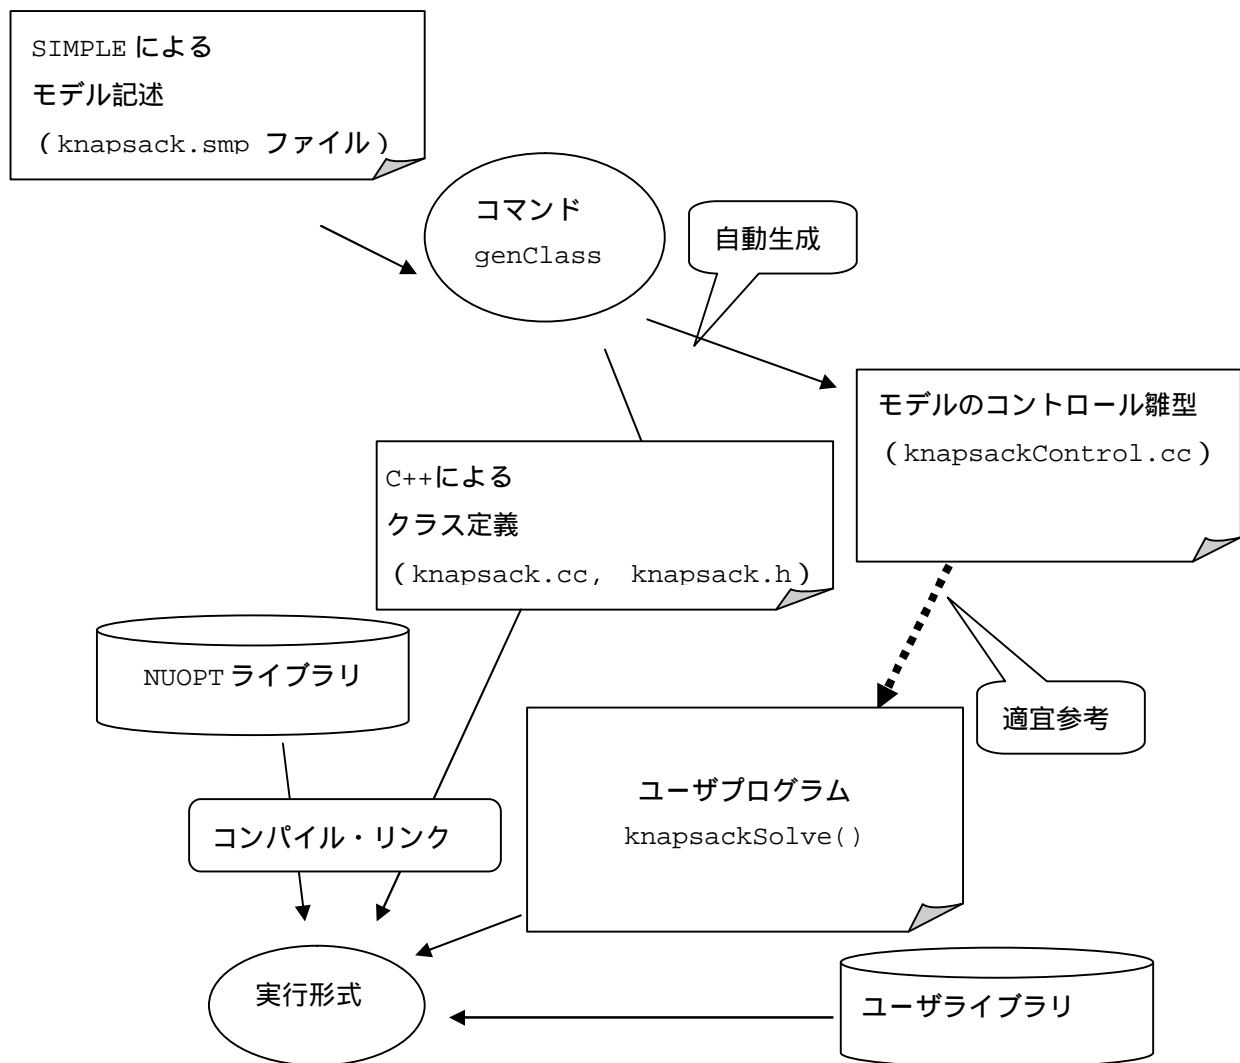 SIMPLE による
モデル記述
(knapsack.smp ファイル)
コマンド
genClass
自動生成
モデルのコントロール雛型
(knapsackControl.cc)
C++による
クラス定義
(knapsack.cc, knapsack.h)
NUOPT ライブラリ
適宜参考
ユーザプログラム
knapsackSolve()
コンパイル・リンク
実行形式
ユーザライブラリ